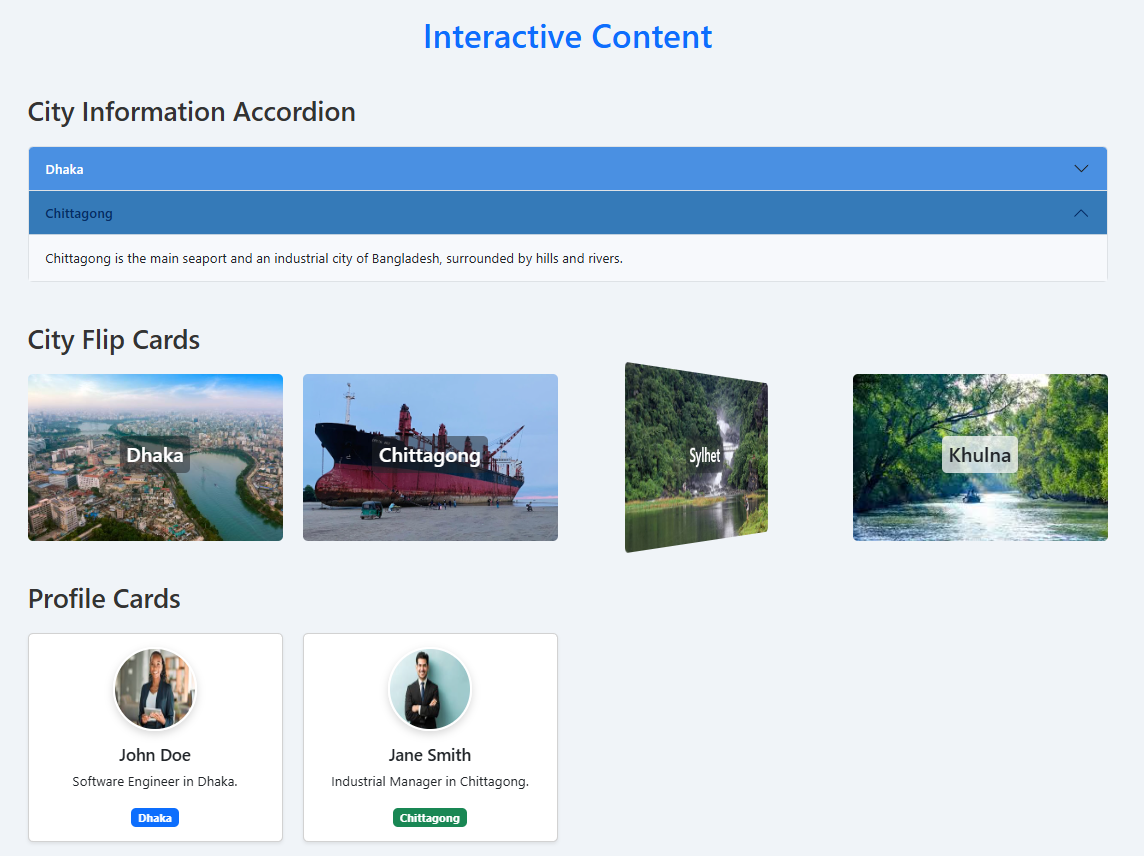 Interactive Content
City Information Accordion
Dhaka
Chittagong
Chittagong is the main seaport and an industrial city of Bangladesh, surrounded by hills and rivers.
City Flip Cards
Dhaka
Chittagong
Sylhet
Khulna
Profile Cards
John Doe
Software Engineer in Dhaka.
Dhaka
Jane Smith
Industrial Manager in Chittagong.
Chittagong